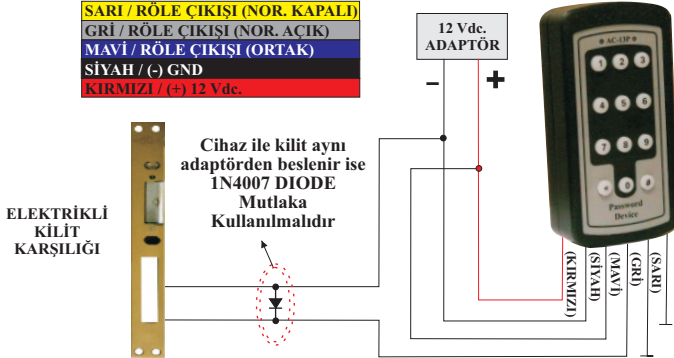 SARI / RÖLE ÇIKIŞI (NOR. KAPALI)
GRİ / RÖLE ÇIKIŞI (NOR. AÇIK)
MAVİ / RÖLE ÇIKIŞI (ORTAK)
SİYAH / (-) GND
KIRMIZI / (+) 12 Vdc.
12 Vdc.
ADAPTÖR
–
+
Cihaz ile kilit aynı
adaptörden beslenir ise
1N4007 DIODE
Mutlaka
Kullanılmalıdır
ELEKTRİKLİ
KİLİT
KARŞILIĞI
AC-13P
1 2 3
4 5 6
7 8 9
* 0 #
Password
Device
(KIRMIZI)
(SİYAH)
(MAVİ)
(GRİ)
(SARI)